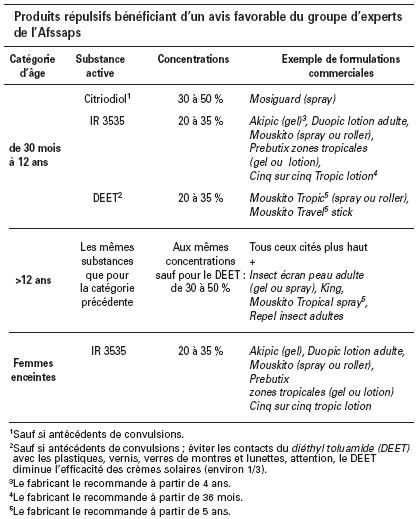 Produits répulsifs bénéficiant d'un avis favorable du groupe d'experts
de l'Afssaps
Catégorie
d'âge
Substance
active
Concentrations
Exemple de formulations
commerciales
de 30 mois
à 12 ans
Citriodiol¹
30 à 50 %
Mosiguard (spray)
IR 3535
20 à 35 %
Akipic (gel)³, Duopic lotion adulte,
Mouskito (spray ou roller),
Prebutix zones tropicales
(gel ou lotion),
Cinq sur cinq Tropic lotion⁴
DEET²
20 à 35 %
Mouskito Tropic⁵ (spray ou roller),
Mouskito Travel⁵ stick
>12 ans
Les mêmes
substances
que pour
la catégorie
précédente
Aux mêmes
concentrations
sauf pour le DEET :
de 30 à 50 %
Tous ceux cités plus haut
+
Insect écran peau adulte
(gel ou spray), King,
Mouskito Tropical spray⁵,
Repel insect adultes
Femmes
enceintes
IR 3535
20 à 35 %
Akipic (gel), Duopic lotion adulte,
Mouskito (spray ou roller),
Prebutix
zones tropicales (gel ou lotion)
Cinq sur cinq tropic lotion
¹Sauf si antécédents de convulsions.
²Sauf si antécédents de convulsions ; éviter les contacts du diéthyl toluamide (DEET)
avec les plastiques, vernis, verres de montres et lunettes, attention, le DEET
diminue l'efficacité des crèmes solaires (environ 1/3).
³Le fabricant le recommande à partir de 4 ans.
⁴Le fabricant le recommande à partir de 36 mois.
⁵Le fabricant le recommande à partir de 5 ans.